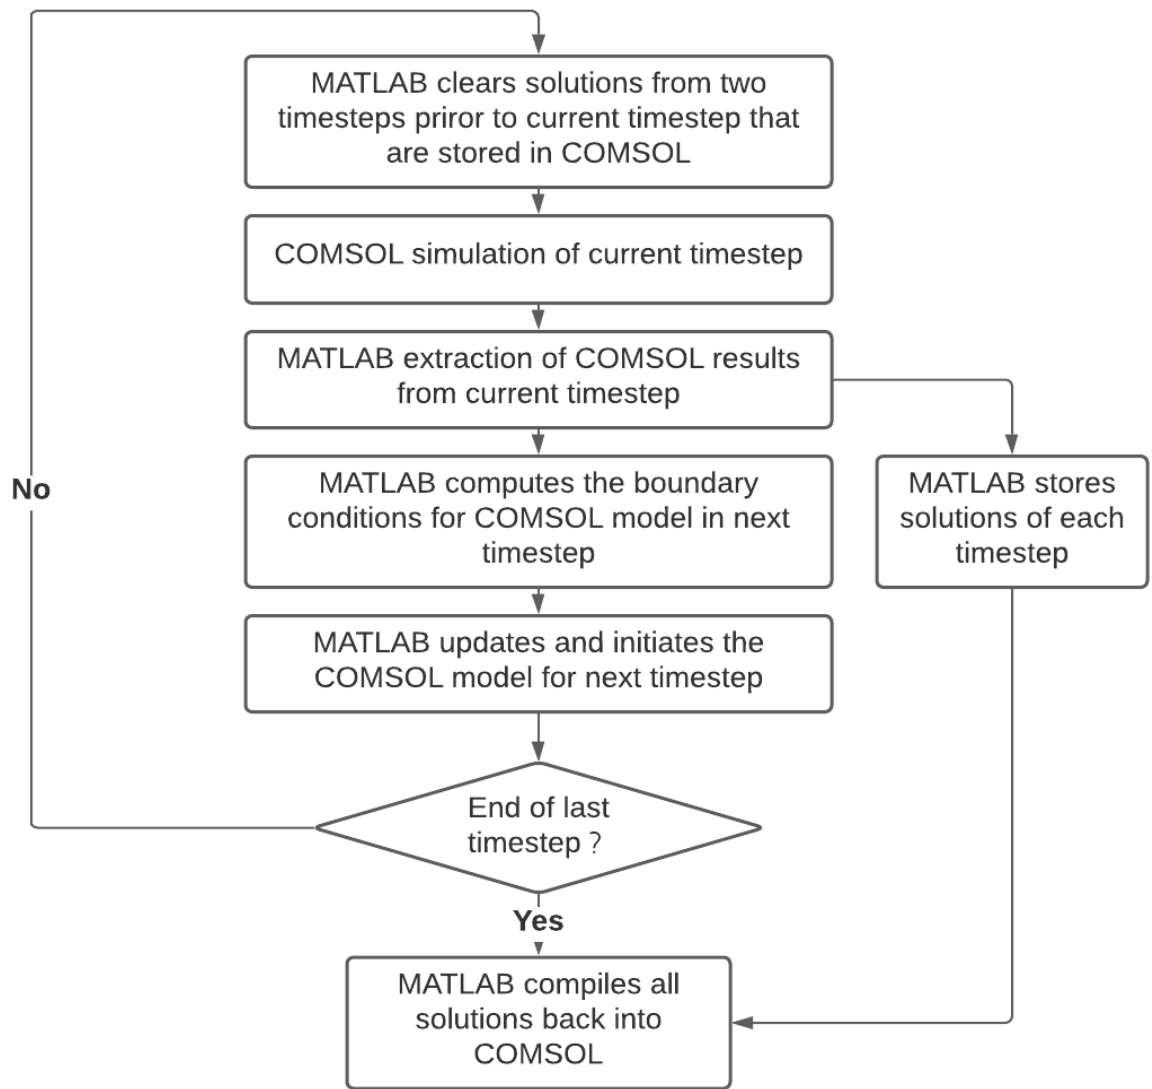 MATLAB clears solutions from two
timesteps priror to current timestep that
are stored in COMSOL
COMSOL simulation of current timestep
MATLAB extraction of COMSOL results
from current timestep
MATLAB computes the boundary
conditions for COMSOL model in next
timestep
MATLAB stores
solutions of each
timestep
No
MATLAB updates and initiates the
COMSOL model for next timestep
End of last
timestep ?
Yes
MATLAB compiles all
solutions back into
COMSOL